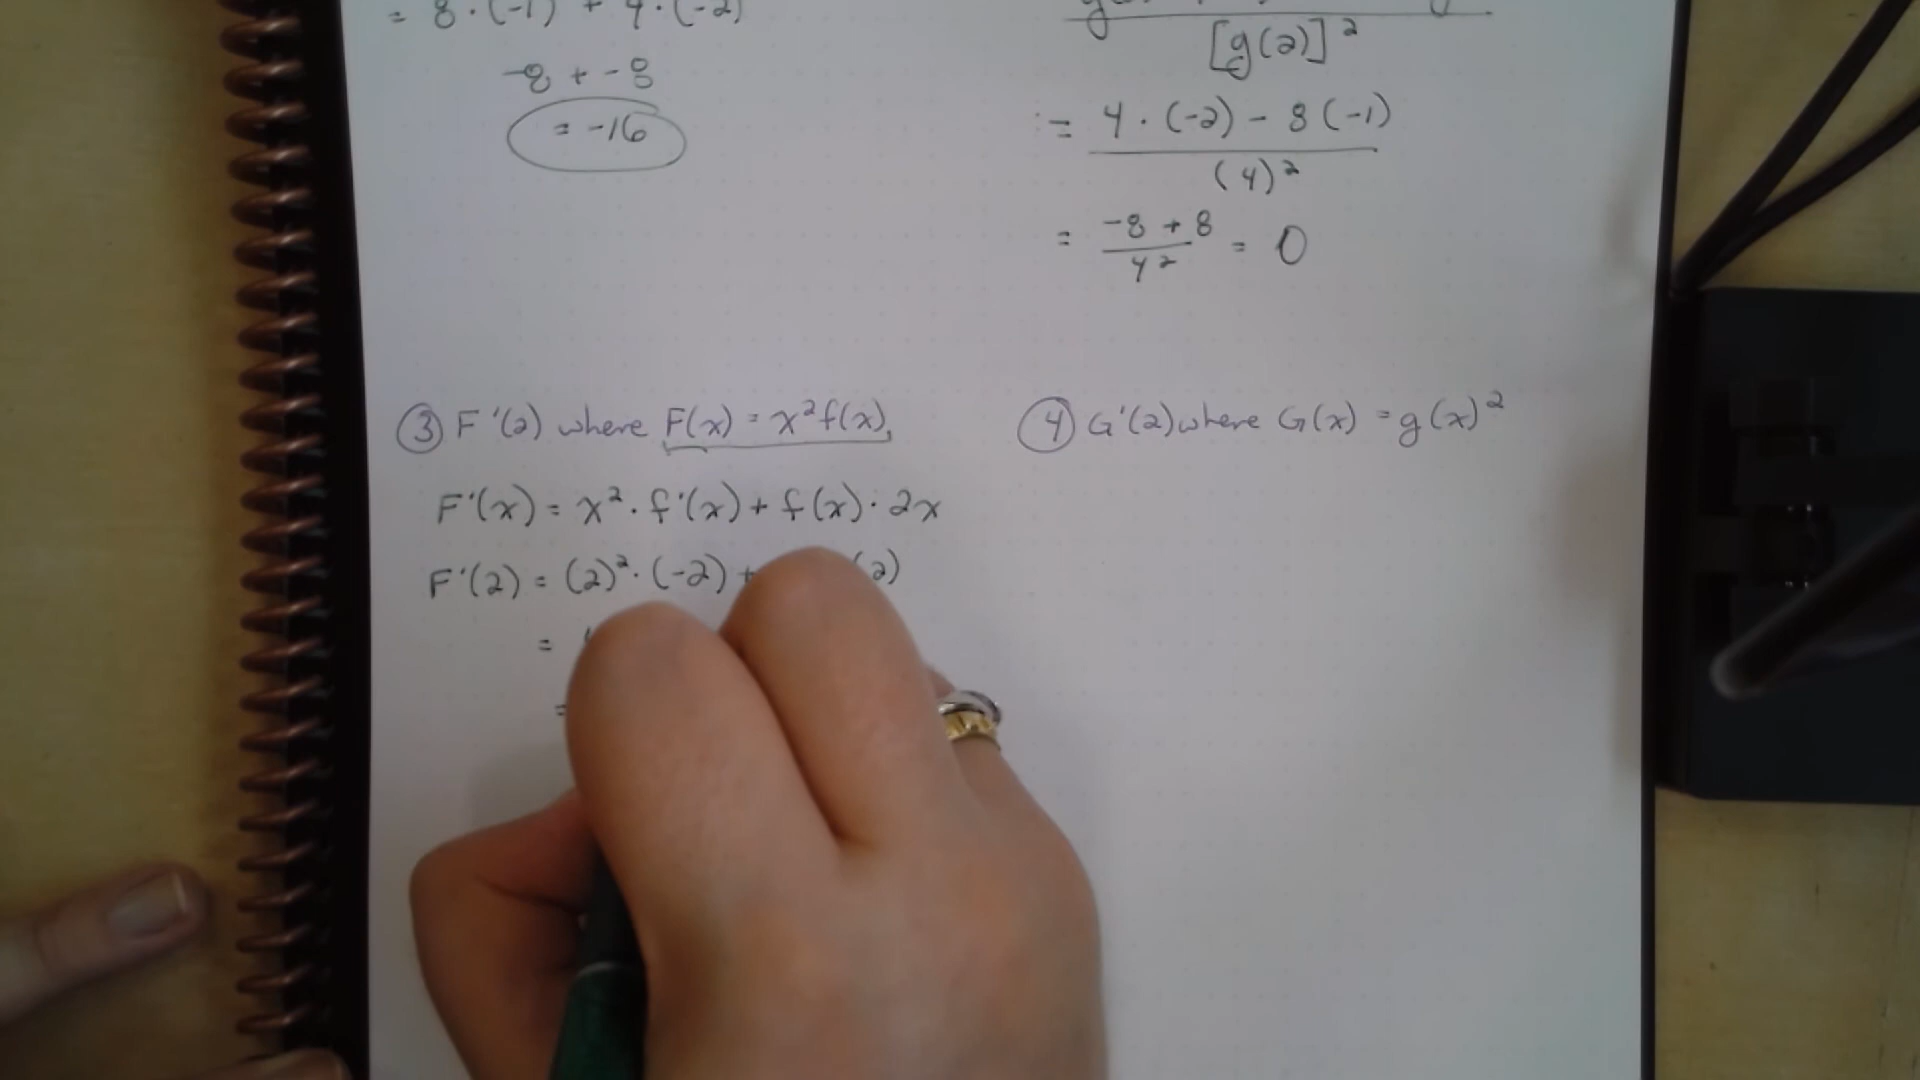 = 8 · (-1) + 4 · (-2)
-8 + -8
= -16
[g(2)]²
= 4 · (-2) - 8 (-1)
(4)²
= -8 + 8 = 0
4²
③ F'(2) where F(x) = x²f(x),
F'(x) = x² · f'(x) + f(x) · 2x
F'(2) = (2)² · (-2) + (2)
=
=
④ G'(2) where G(x) = g(x)²